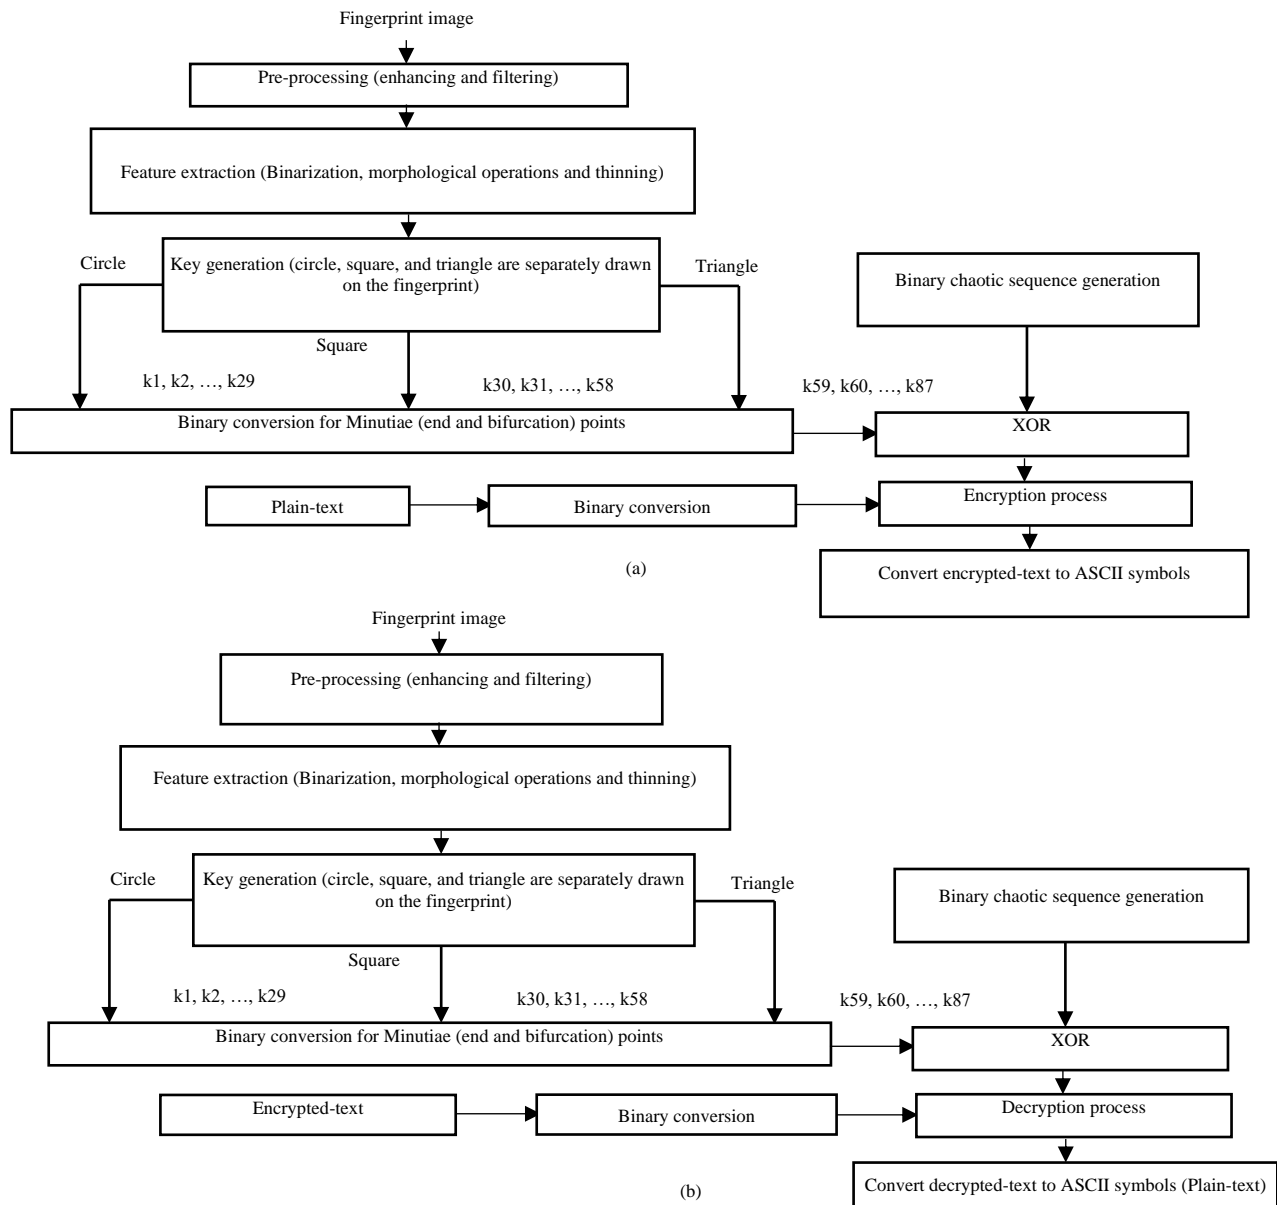 Fingerprint image
Pre-processing (enhancing and filtering)
Feature extraction (Binarization, morphological operations and thinning)
Circle
Key generation (circle, square, and triangle are separately drawn
on the fingerprint)
Triangle
Binary chaotic sequence generation
Square
k1, k2, …, k29
k30, k31, …, k58
k59, k60, …, k87
Binary conversion for Minutiae (end and bifurcation) points
XOR
Plain-text
Binary conversion
Encryption process
(a)
Convert encrypted-text to ASCII symbols
Fingerprint image
Pre-processing (enhancing and filtering)
Feature extraction (Binarization, morphological operations and thinning)
Circle
Key generation (circle, square, and triangle are separately drawn
on the fingerprint)
Triangle
Binary chaotic sequence generation
Square
k1, k2, …, k29
k30, k31, …, k58
k59, k60, …, k87
Binary conversion for Minutiae (end and bifurcation) points
XOR
Encrypted-text
Binary conversion
Decryption process
(b)
Convert decrypted-text to ASCII symbols (Plain-text)